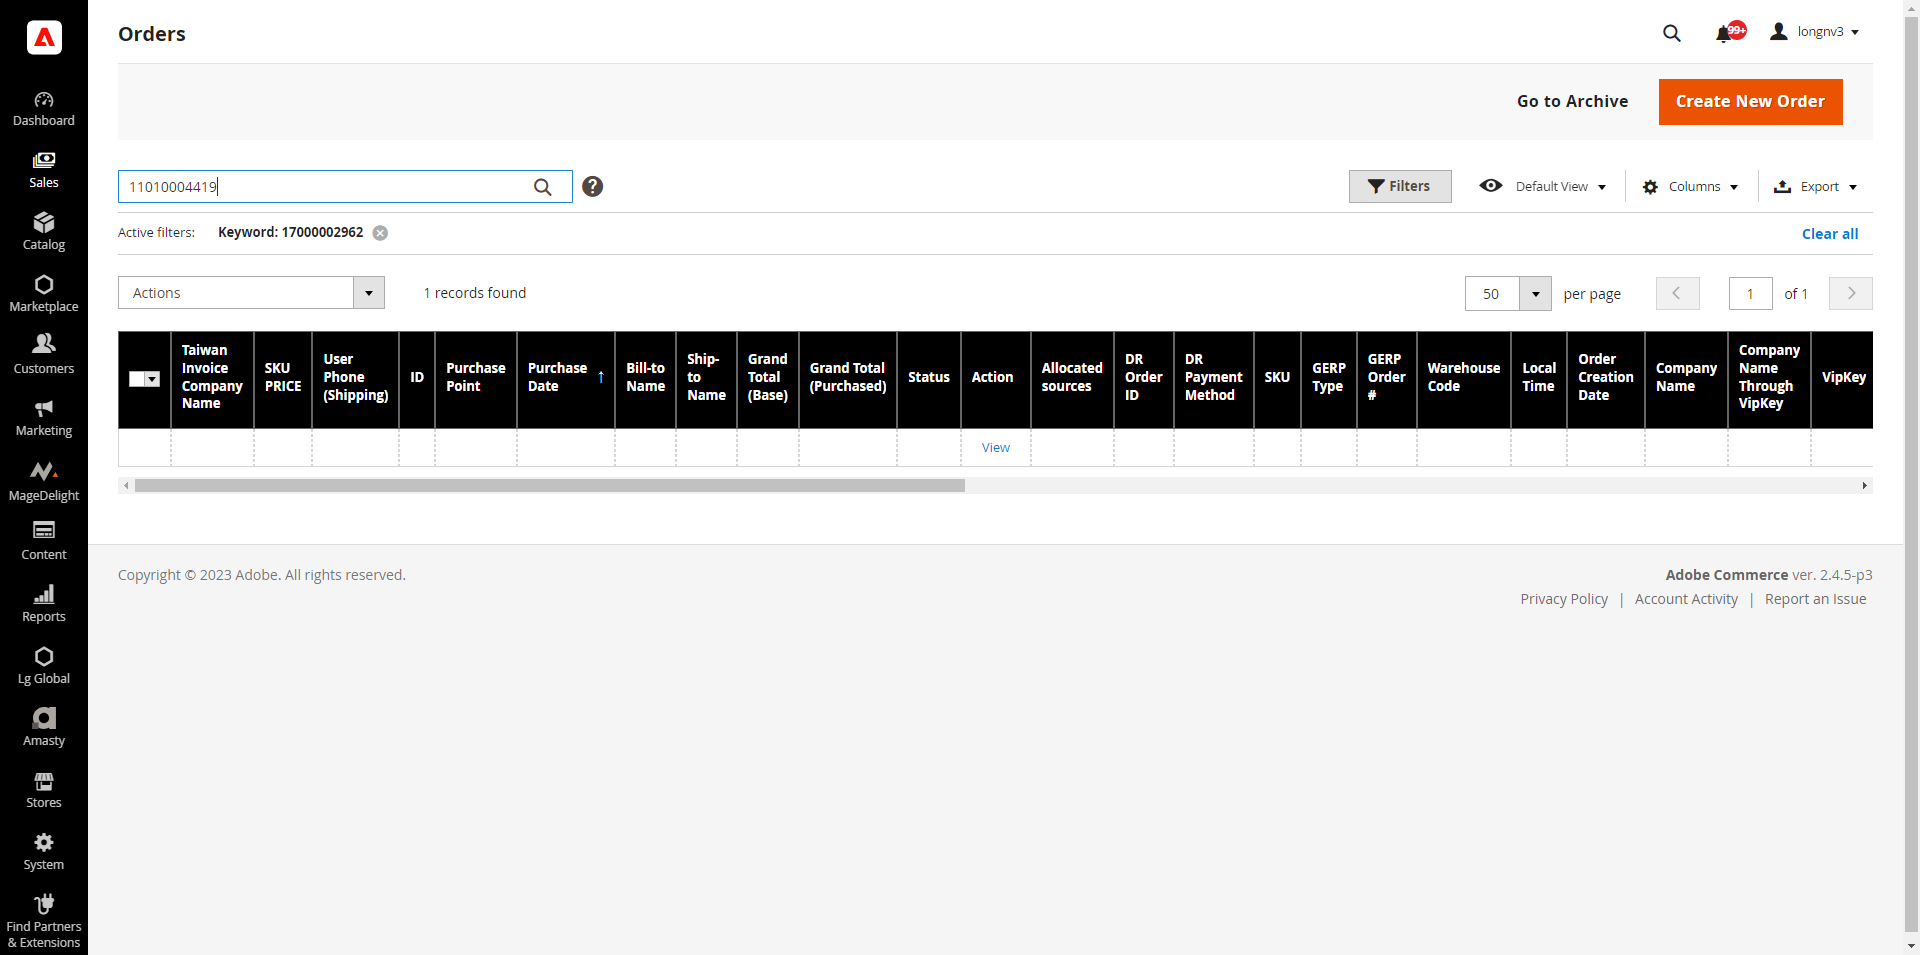 Orders
99+
longnv3
Go to Archive
Create New Order
11010004419
?
Filters
Default View
Columns
Export
Active filters:
Keyword: 17000002962
Clear all
Actions
1 records found
50
per page
1
of 1
Taiwan
Invoice
Company
Name
SKU
PRICE
User
Phone
(Shipping)
ID
Purchase
Point
Purchase
Date ↑
Bill-to
Name
Ship-
to
Name
Grand
Total
(Base)
Grand Total
(Purchased)
Status
Action
Allocated
sources
DR
Order
ID
DR
Payment
Method
SKU
GERP
Type
GERP
Order
#
Warehouse
Code
Local
Time
Order
Creation
Date
Company
Name
Company
Name
Through
VipKey
VipKey
View
Dashboard
Sales
Catalog
Marketplace
Customers
Marketing
MageDelight
Content
Reports
Lg Global
Amasty
Stores
System
Find Partners
& Extensions
Copyright © 2023 Adobe. All rights reserved.
Adobe Commerce ver. 2.4.5-p3
Privacy Policy | Account Activity | Report an Issue